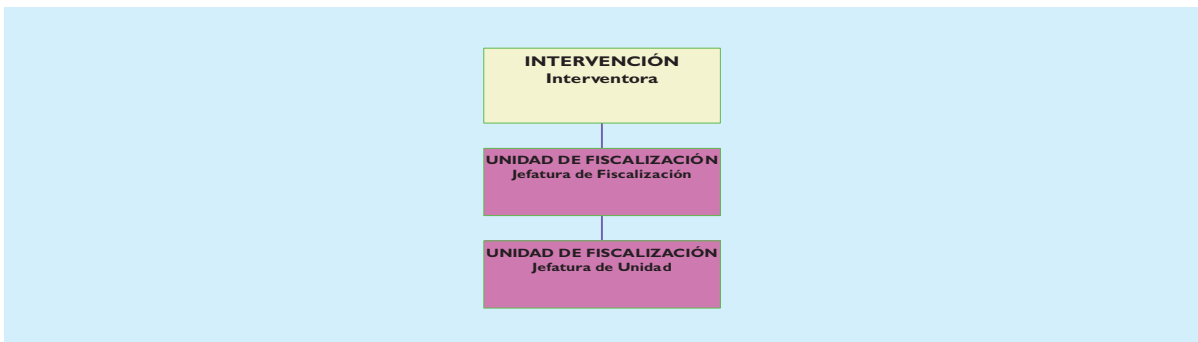 INTERVENCIÓN
Interventora
UNIDAD DE FISCALIZACIÓN
Jefatura de Fiscalización
UNIDAD DE FISCALIZACIÓN
Jefatura de Unidad